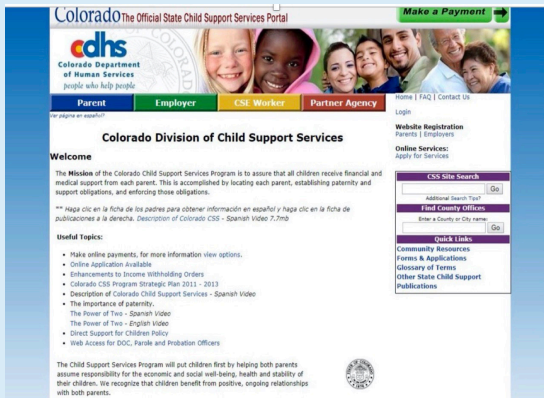 Colorado The Official State Child Support Services Portal
Make a Payment
cdhs
Colorado Department
of Human Services
people who help people
Parent
Employer
CSE Worker
Partner Agency
Home | FAQ | Contact Us
Ver página en español?
Login
Website Registration
Parents | Employers
Online Services:
Apply for Services
Colorado Division of Child Support Services
Welcome
The Mission of the Colorado Child Support Services Program is to assure that all children receive financial and
medical support from each parent. This is accomplished by locating each parent, establishing paternity and
support obligations, and enforcing those obligations.
** Haga clic en la ficha de los padres para obtener información en español y haga clic en la ficha de
publicaciones a la derecha. Description of Colorado CSS - Spanish Video 7.7mb
Useful Topics:
• Make online payments, for more information view options.
• Online Application Available
• Enhancements to Income Withholding Orders
• Colorado CSS Program Strategic Plan 2011 - 2013
• Description of Colorado Child Support Services - Spanish Video
• The importance of paternity.
The Power of Two - Spanish Video
The Power of Two - English Video
• Direct Support for Children Policy
• Web Access for DOC, Parole and Probation Officers
The Child Support Services Program will put children first by helping both parents
assume responsibility for the economic and social well-being, health and stability of
their children. We recognize that children benefit from positive, ongoing relationships
with both parents.
CSS Site Search
Go
Additional Search Tips?
Find County Offices
Enter a County or City name:
Go
Quick Links
Community Resources
Forms & Applications
Glossary of Terms
Other State Child Support
Publications